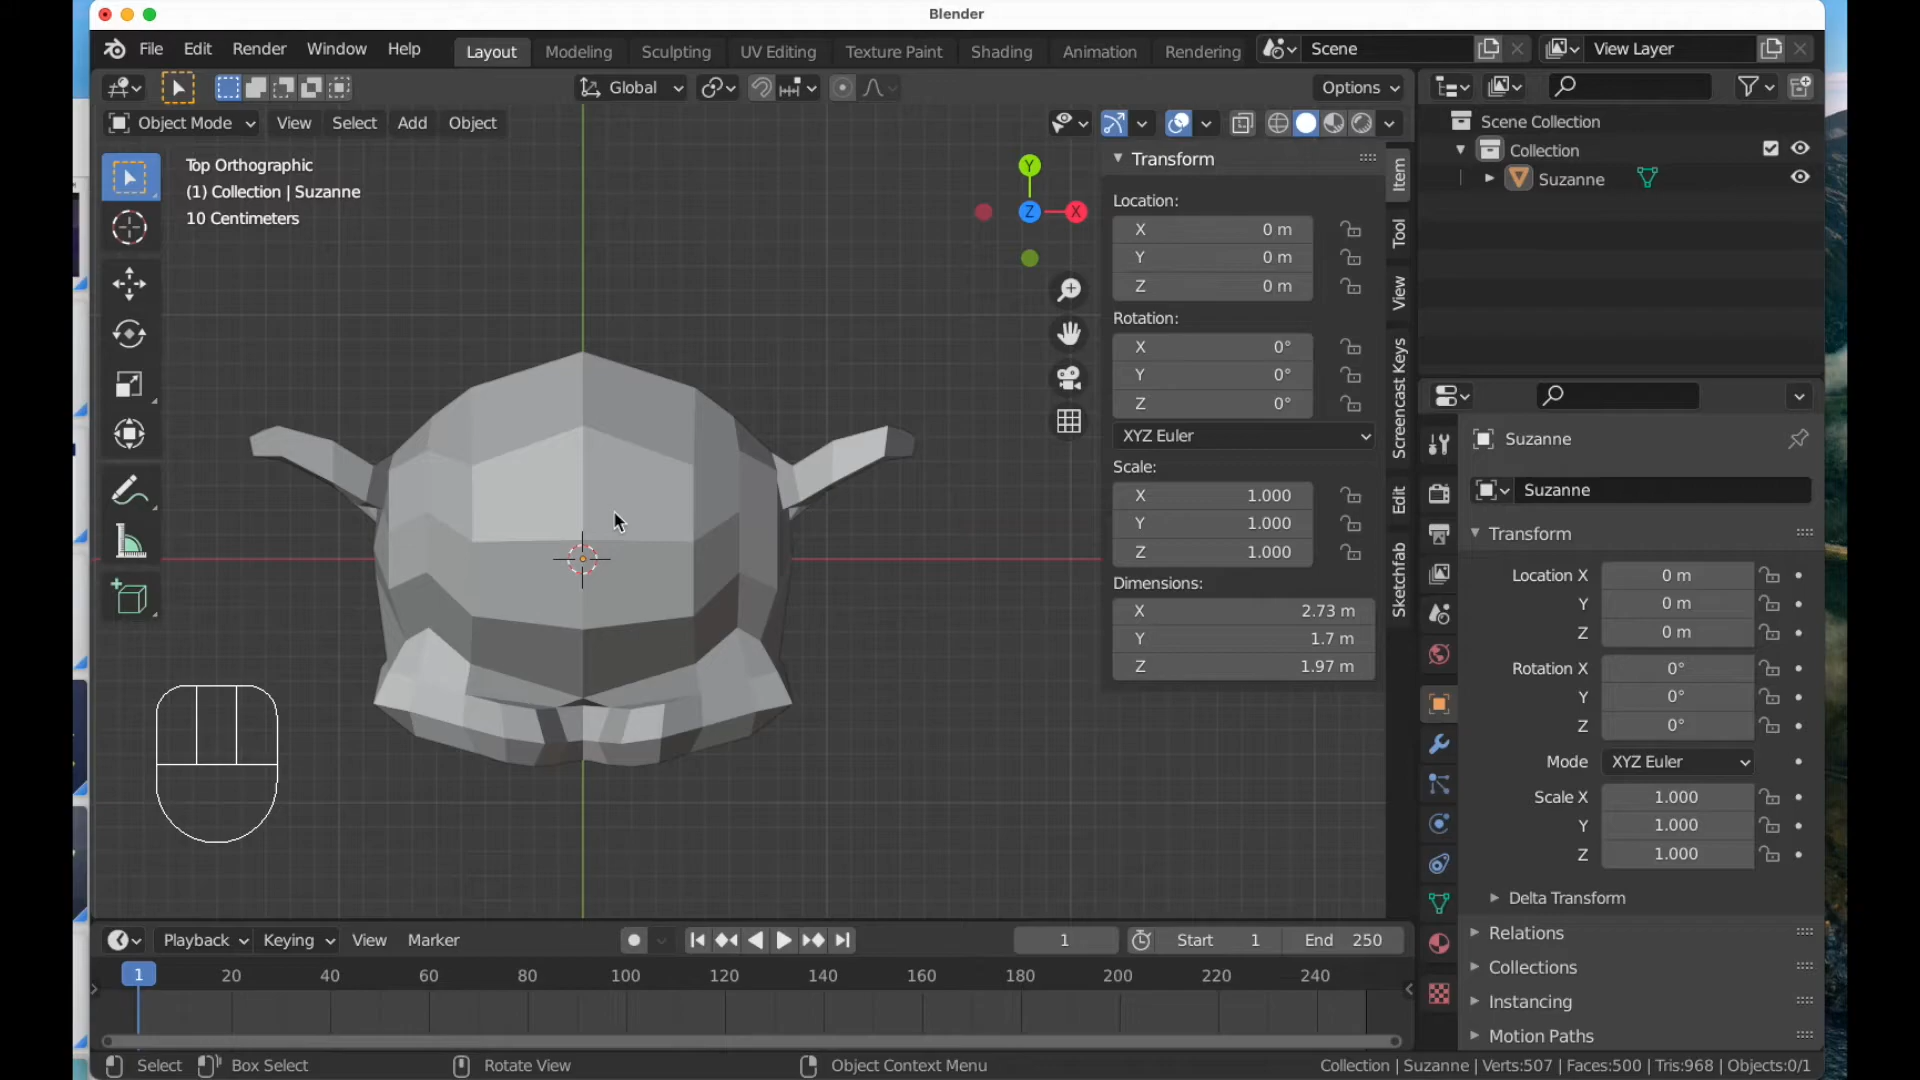 Blender
File Edit Render Window Help Layout Modeling Sculpting UV Editing Texture Paint Shading Animation Rendering Scene View Layer
Global Options
Object Mode View Select Add Object
Top Orthographic
(1) Collection | Suzanne
10 Centimeters
Y
Z X
Transform
Location:
X 0 m
Y 0 m
Z 0 m
Rotation:
X 0°
Y 0°
Z 0°
XYZ Euler
Scale:
X 1.000
Y 1.000
Z 1.000
Dimensions:
X 2.73 m
Y 1.7 m
Z 1.97 m
Item
Tool
View
Screencast Keys
Edit
Sketchfab
Scene Collection
Collection
Suzanne
Suzanne
Suzanne
Transform
Location X 0 m
Y 0 m
Z 0 m
Rotation X 0°
Y 0°
Z 0°
Mode XYZ Euler
Scale X 1.000
Y 1.000
Z 1.000
Delta Transform
Relations
Collections
Instancing
Motion Paths
Playback Keying View Marker 1 Start 1 End 250
1 20 40 60 80 100 120 140 160 180 200 220 240
Select Box Select Rotate View Object Context Menu Collection | Suzanne | Verts:507 | Faces:500 | Tris:968 | Objects:0/1